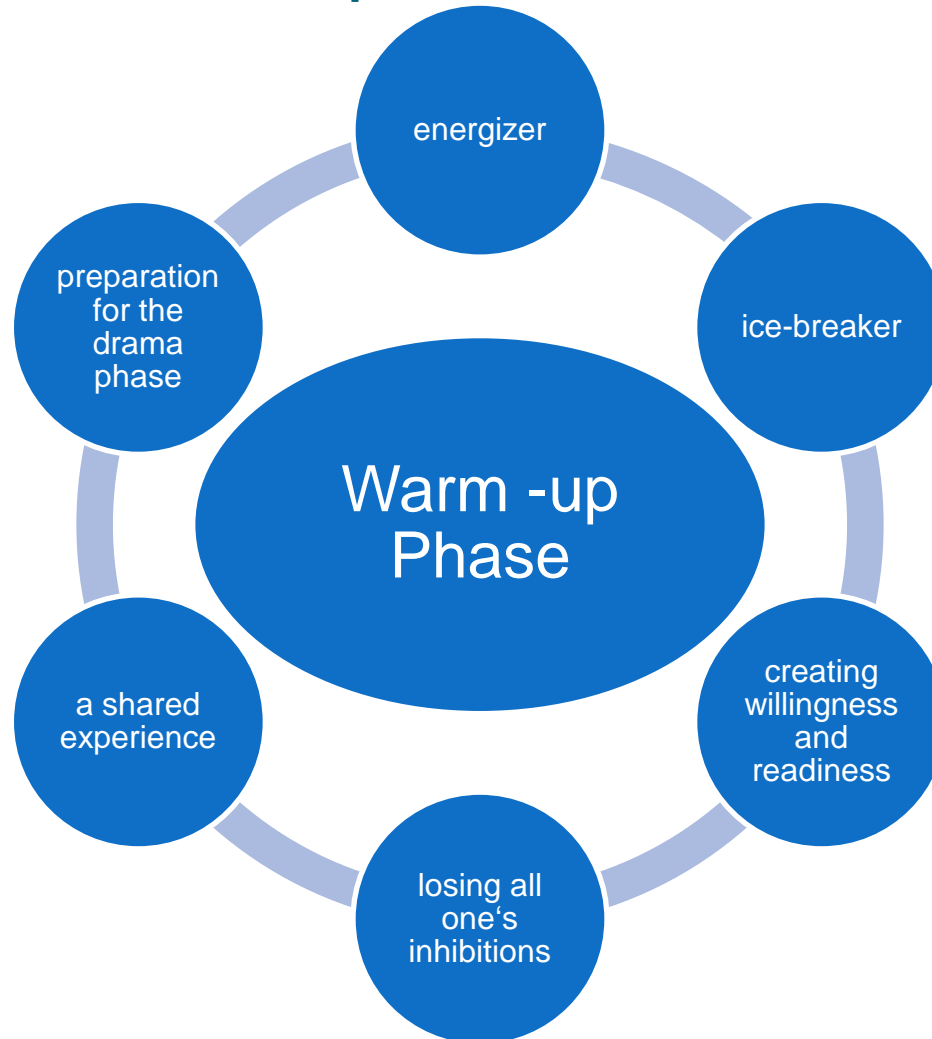 energizer
ice-breaker
creating
willingness
and
readiness
losing all
one‘s
inhibitions
a shared
experience
preparation
for the
drama
phase
Warm -up
Phase